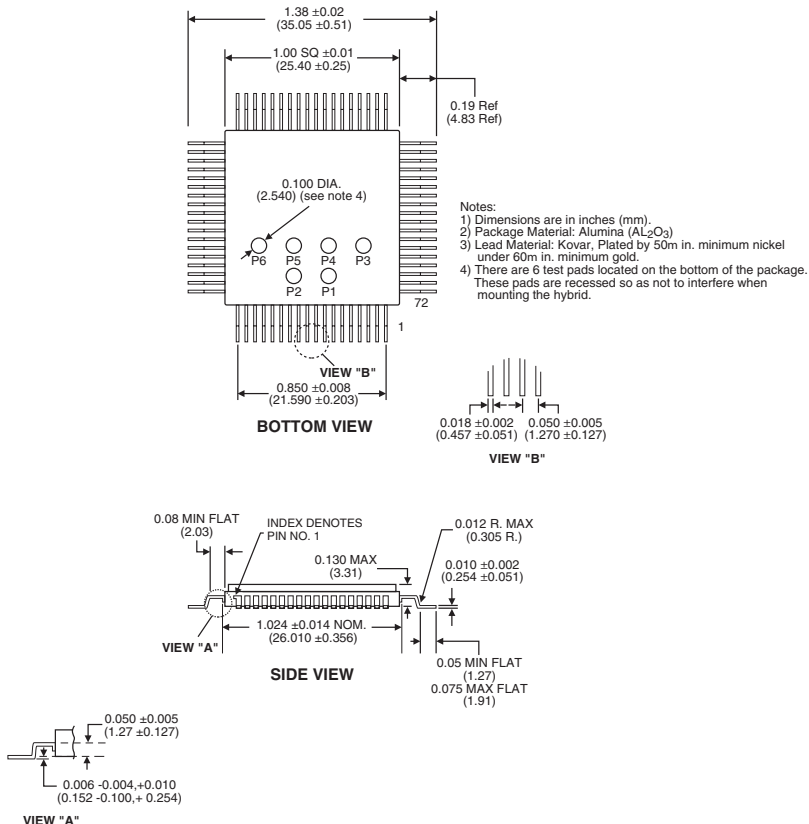 1.38 ±0.02
(35.05 ±0.51)
1.00 SQ ±0.01
(25.40 ±0.25)
0.19 Ref
(4.83 Ref)
0.100 DIA.
(2.540) (see note 4)
P6
P5
P4
P3
P2
P1
72
1
VIEW "B"
0.850 ±0.008
(21.590 ±0.203)
BOTTOM VIEW
Notes:
1) Dimensions are in inches (mm).
2) Package Material: Alumina (AL2O3)
3) Lead Material: Kovar, Plated by 50m in. minimum nickel
under 60m in. minimum gold.
4) There are 6 test pads located on the bottom of the package.
These pads are recessed so as not to interfere when
mounting the hybrid.
0.018 ±0.002
(0.457 ±0.051)
0.050 ±0.005
(1.270 ±0.127)
VIEW "B"
0.08 MIN FLAT
(2.03)
INDEX DENOTES
PIN NO. 1
0.130 MAX
(3.31)
0.012 R. MAX
(0.305 R.)
0.010 ±0.002
(0.254 ±0.051)
VIEW "A"
1.024 ±0.014 NOM.
(26.010 ±0.356)
0.05 MIN FLAT
(1.27)
0.075 MAX FLAT
(1.91)
SIDE VIEW
0.050 ±0.005
(1.27 ±0.127)
0.006 -0.004,+0.010
(0.152 -0.100,+ 0.254)
VIEW "A"